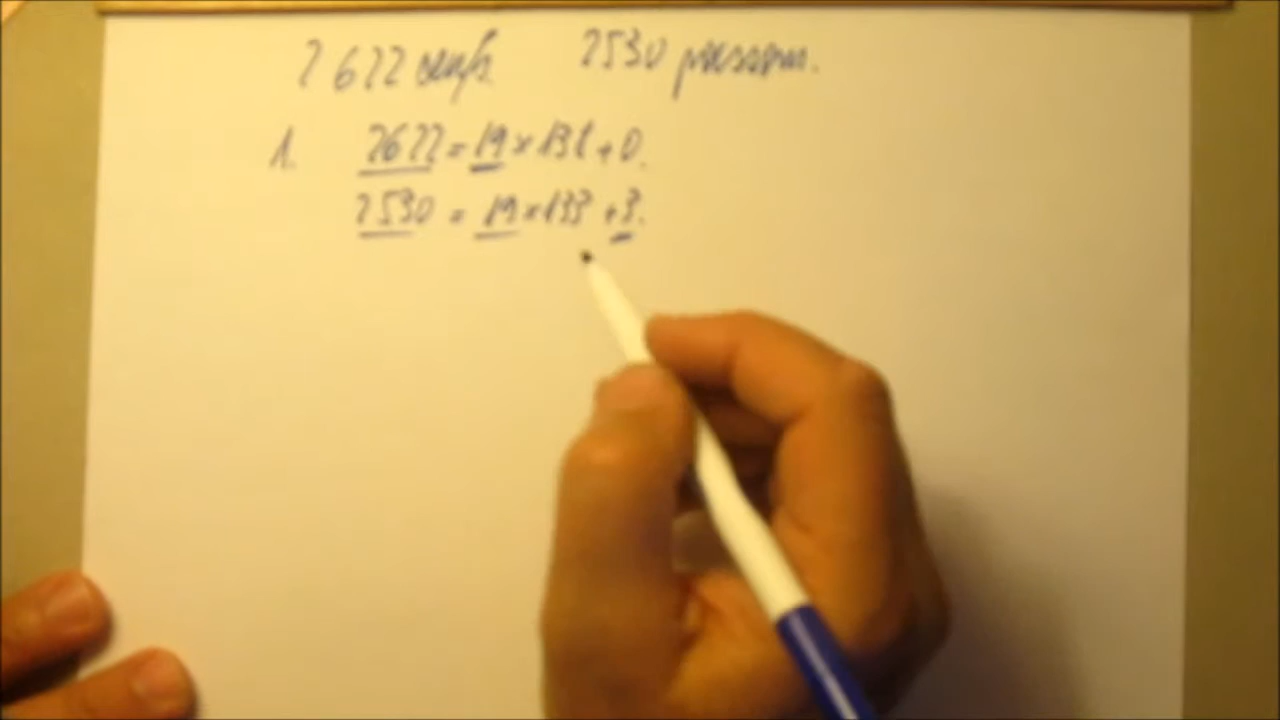 2622 2530
1. 2622 = 19 × 138 + 0.
2530 = 19 × 133 + 3.